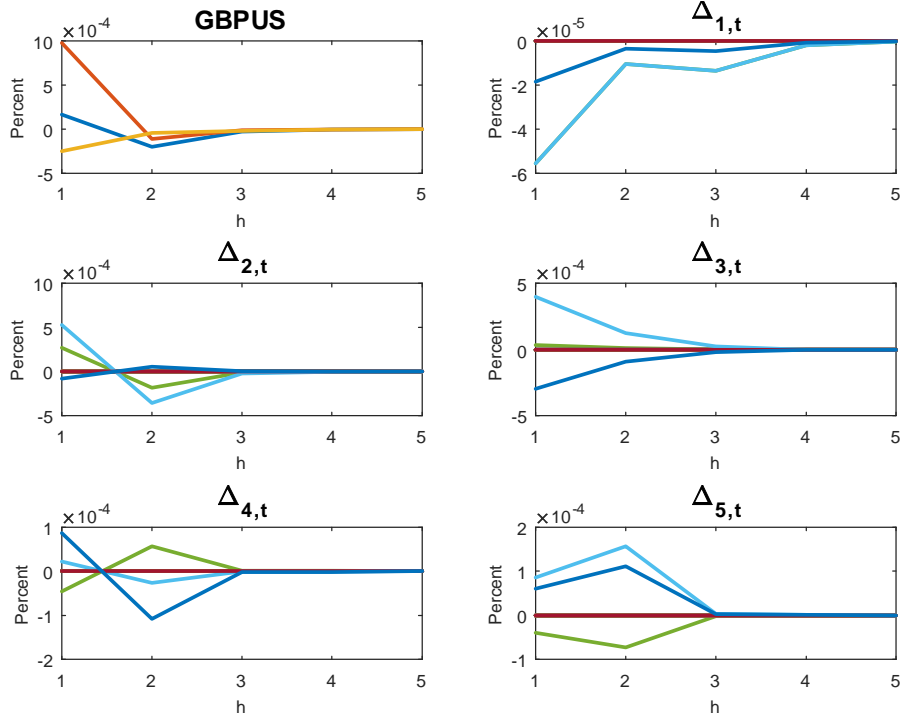 GBPUS
×10^-4
Percent
10
5
0
-5
1 2 3 4 5
h
Δ1,t
×10^-5
Percent
0
-2
-4
-6
1 2 3 4 5
h
Δ2,t
×10^-4
Percent
10
5
0
-5
1 2 3 4 5
h
Δ3,t
×10^-4
Percent
5
0
-5
1 2 3 4 5
h
Δ4,t
×10^-4
Percent
1
0
-1
-2
1 2 3 4 5
h
Δ5,t
×10^-4
Percent
2
1
0
-1
1 2 3 4 5
h